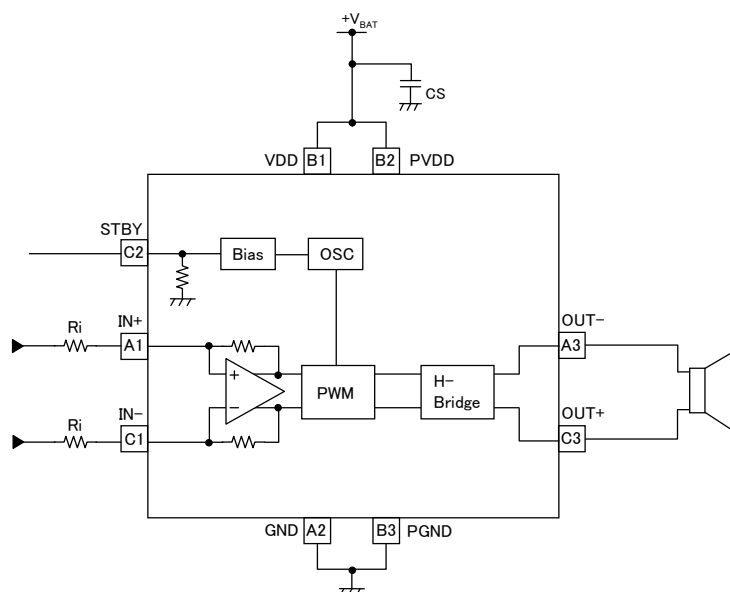 +VBAT
CS
VDD B1 B2 PVDD
STBY
C2
Bias
OSC
Ri
IN+
A1
OUT-
A3
+
PWM
H-
Bridge
-
Ri
IN-
C1
OUT+
C3
GND A2 B3 PGND